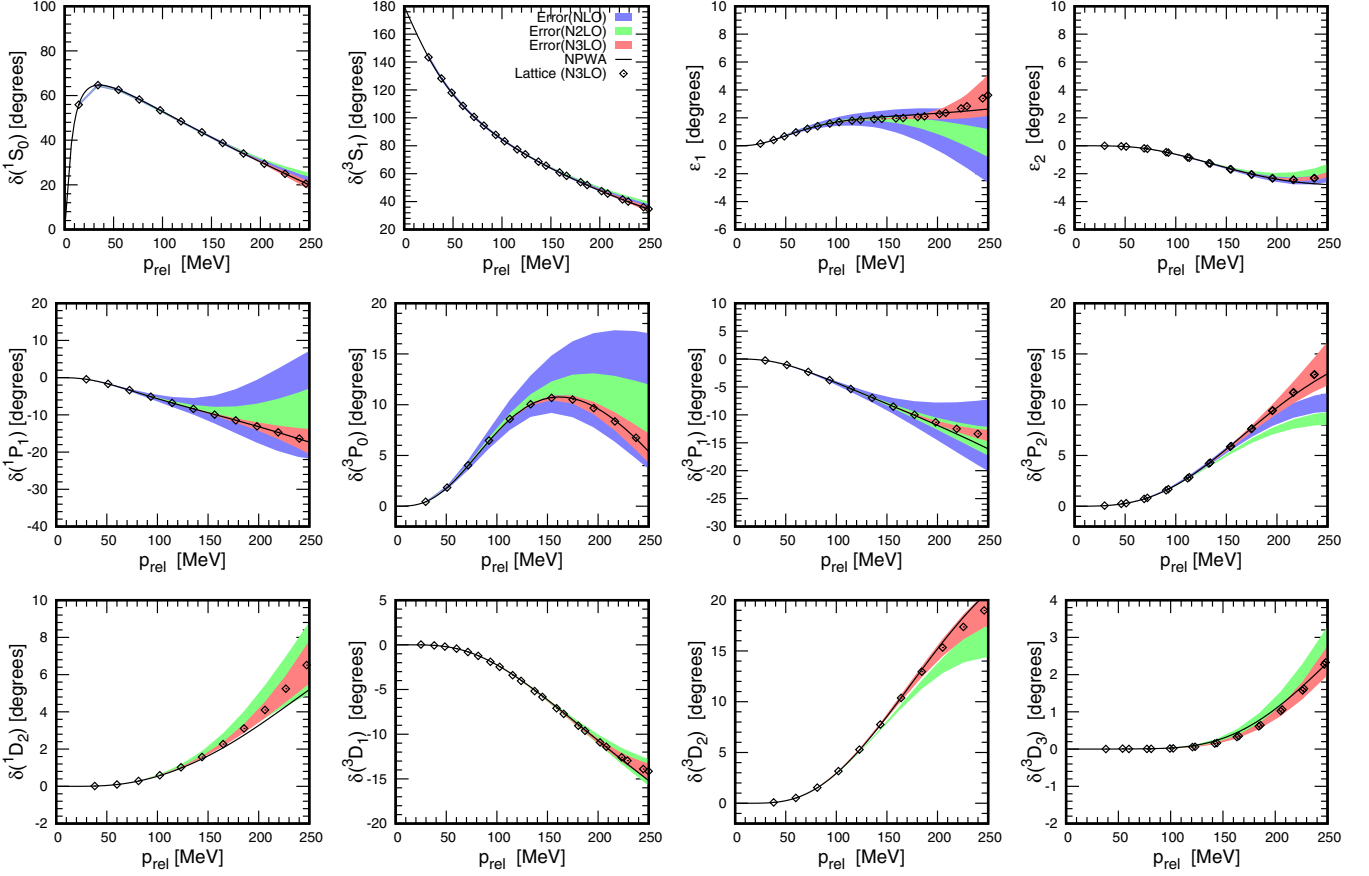 100
80
60
40
20
0
0 50 100 150 200 250
δ(¹S₀) [degrees]
p_rel [MeV]
180
160
140
120
100
80
60
40
20
0 50 100 150 200 250
δ(³S₁) [degrees]
p_rel [MeV]
Error(NLO)
Error(N2LO)
Error(N3LO)
NPWA
Lattice (N3LO)
10
8
6
4
2
0
-2
-4
-6
0 50 100 150 200 250
ε₁ [degrees]
p_rel [MeV]
10
8
6
4
2
0
-2
-4
-6
0 50 100 150 200 250
ε₂ [degrees]
p_rel [MeV]
20
10
0
-10
-20
-30
-40
0 50 100 150 200 250
δ(¹P₁) [degrees]
p_rel [MeV]
20
15
10
5
0
0 50 100 150 200 250
δ(³P₀) [degrees]
p_rel [MeV]
10
5
0
-5
-10
-15
-20
-25
-30
0 50 100 150 200 250
δ(³P₁) [degrees]
p_rel [MeV]
20
15
10
5
0
0 50 100 150 200 250
δ(³P₂) [degrees]
p_rel [MeV]
10
8
6
4
2
0
-2
0 50 100 150 200 250
δ(¹D₂) [degrees]
p_rel [MeV]
5
0
-5
-10
-15
-20
0 50 100 150 200 250
δ(³D₁) [degrees]
p_rel [MeV]
20
15
10
5
0
0 50 100 150 200 250
δ(³D₂) [degrees]
p_rel [MeV]
4
3
2
1
0
-1
-2
0 50 100 150 200 250
δ(³D₃) [degrees]
p_rel [MeV]